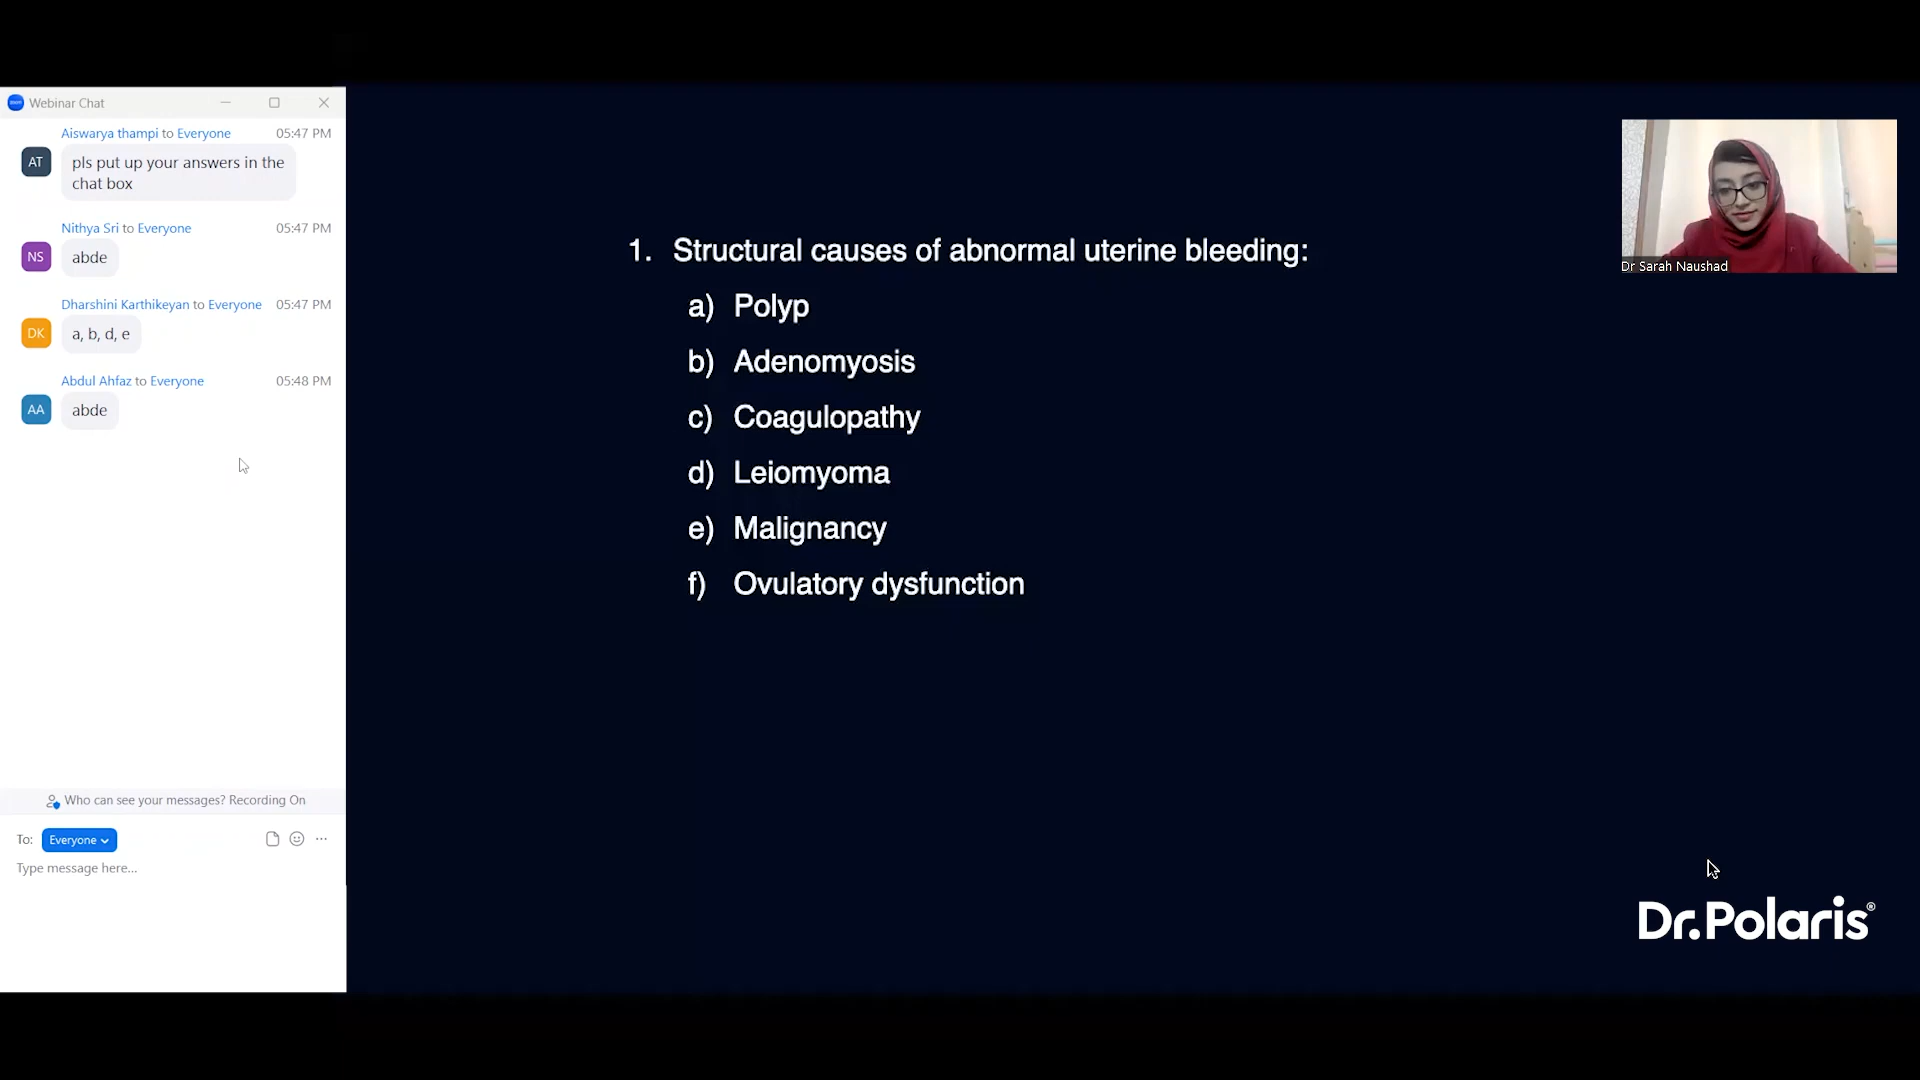 Webinar Chat
Aiswarya thampi to Everyone 05:47 PM
AT
pls put up your answers in the
chat box
Nithya Sri to Everyone 05:47 PM
NS
abde
Dharshini Karthikeyan to Everyone 05:47 PM
DK
a, b, d, e
Abdul Ahfaz to Everyone 05:48 PM
AA
abde
Who can see your messages? Recording On
To: Everyone
Type message here...
1. Structural causes of abnormal uterine bleeding:
a) Polyp
b) Adenomyosis
c) Coagulopathy
d) Leiomyoma
e) Malignancy
f) Ovulatory dysfunction
Dr Sarah Naushad
Dr.Polaris®